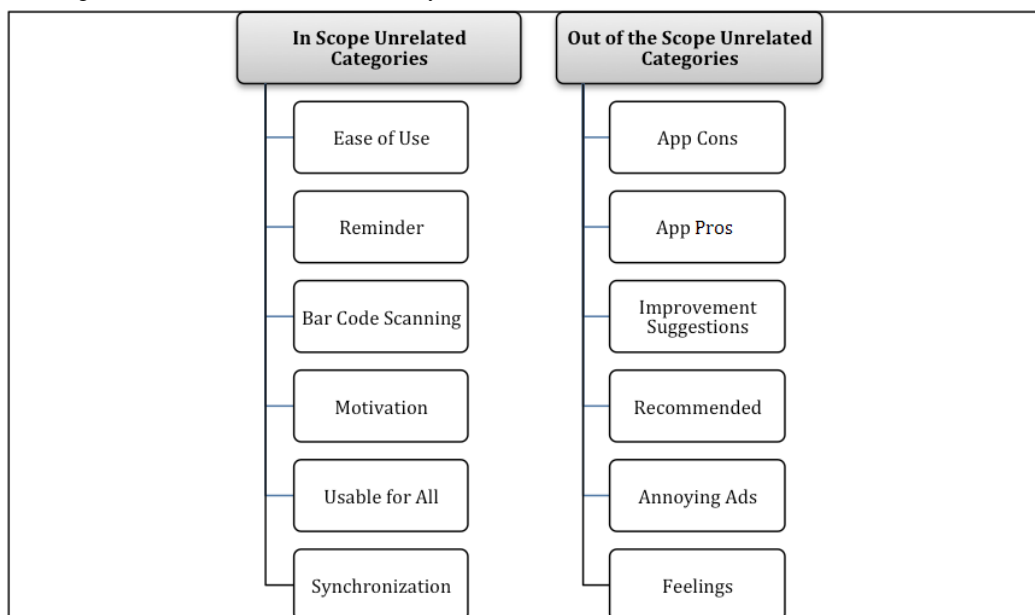 In Scope Unrelated
Categories
Ease of Use
Reminder
Bar Code Scanning
Motivation
Usable for All
Synchronization
Out of the Scope Unrelated
Categories
App Cons
App Pros
Improvement
Suggestions
Recommended
Annoying Ads
Feelings